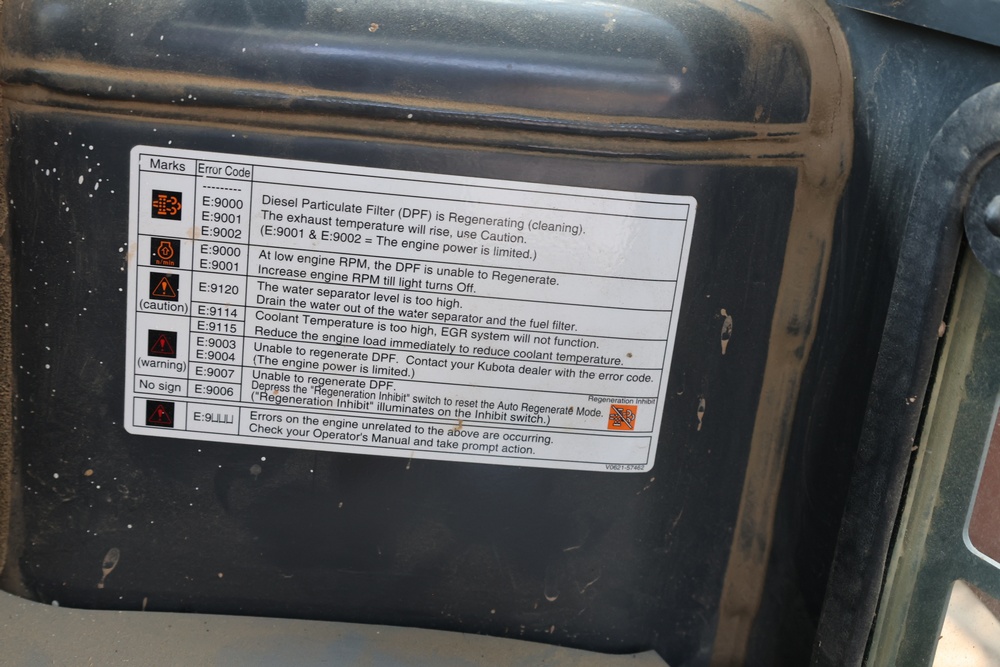 Marks Error Code
---------
E:9000
E:9001
E:9002
Diesel Particulate Filter (DPF) is Regenerating (cleaning).
The exhaust temperature will rise, use Caution.
(E:9001 & E:9002 = The engine power is limited.)
n/min
E:9000
E:9001
At low engine RPM, the DPF is unable to Regenerate.
Increase engine RPM till light turns Off.
(caution)
E:9120
The water separator level is too high.
Drain the water out of the water separator and the fuel filter.
E:9114
E:9115
Coolant Temperature is too high, EGR system will not function.
Reduce the engine load immediately to reduce coolant temperature.
(warning)
E:9003
E:9004
E:9007
Unable to regenerate DPF. Contact your Kubota dealer with the error code.
(The engine power is limited.)
No sign
E:9006
Unable to regenerate DPF.
Depress the "Regeneration Inhibit" switch to reset the Auto Regenerate Mode.
("Regeneration Inhibit" illuminates on the Inhibit switch.)
Regeneration Inhibit
E:9␣␣␣
Errors on the engine unrelated to the above are occurring.
Check your Operator's Manual and take prompt action.
V0621-57462